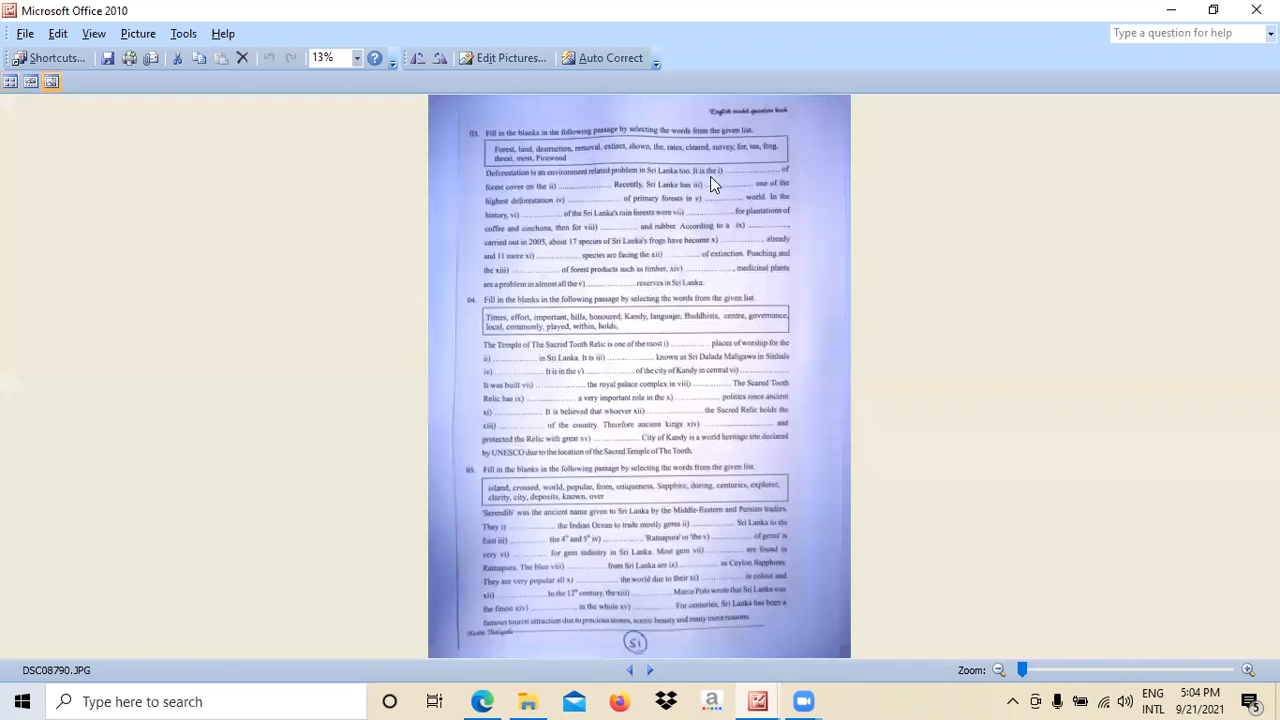 Microsoft Office 2010
File Edit View Picture Tools Help
Type a question for help
Shortcuts... 13% Edit Pictures... Auto Correct
English model question book
03. Fill in the blanks in the following passage by selecting the words from the given list.
Forest, land, destruction, removal, extinct, shown, the, rates, cleared, survey, for, tea, frog,
threat, most, Firewood
Deforestation is an environment related problem in Sri Lanka too. It is the i) .................. of
forest cover on the ii) .................. Recently, Sri Lanka has iii) .................. one of the
highest deforestation iv) .................. of primary forests in v) .................. world. In the
history, vi) .................. of the Sri Lanka's rain forests were vii) .................. for plantations of
coffee and cinchona, then for viii) .................. and rubber. According to a ix) ..................,
carried out in 2005, about 17 species of Sri Lanka's frogs have become x) .................. already
and 11 more xi) .................. species are facing the xii) .................. of extinction. Poaching and
the xiii) .................. of forest products such as timber, xiv) .................., medicinal plants
are a problem in almost all the v) .................. reserves in Sri Lanka.
04. Fill in the blanks in the following passage by selecting the words from the given list.
Times, effort, important, hills, honoured, Kandy, language, Buddhists, centre, governance,
local, commonly, played, within, holds,
The Temple of The Sacred Tooth Relic is one of the most i) .................. places of worship for the
ii) .................. in Sri Lanka. It is iii) .................. known as Sri Dalada Maligawa in Sinhala
iv) .................. It is in the v) .................. of the city of Kandy in central vi) ..................
It was built vii) .................. the royal palace complex in viii) .................. The Scared Tooth
Relic has ix) .................. a very important role in the x) .................. politics since ancient
xi) .................. It is believed that whoever xii) .................. the Sacred Relic holds the
xiii) .................. of the country. Therefore ancient kings xiv) .................. and
protected the Relic with great xv) .................. City of Kandy is a world heritage site declared
by UNESCO due to the location of the Sacred Temple of The Tooth.
05. Fill in the blanks in the following passage by selecting the words from the given list.
island, crossed, world, popular, from, uniqueness, Sapphire, during, centuries, explorer,
clarity, city, deposits, known, over
'Serendib' was the ancient name given to Sri Lanka by the Middle-Eastern and Persian traders.
They i) .................. the Indian Ocean to trade mostly gems ii) .................. Sri Lanka to the
East iii) .................. the 4th and 5th iv) .................. 'Ratnapura' or 'the v) .................. of gems' is
very vi) .................. for gem industry in Sri Lanka. Most gem vii) .................. are found in
Ratnapura. The blue viii) .................. from Sri Lanka are ix) .................. as Ceylon Sapphires.
They are very popular all x) .................. the world due to their xi) .................. in colour and
xii) .................. In the 12th century, the xiii) .................. Marco Polo wrote that Sri Lanka was
the finest xiv) .................. in the whole xv) .................. For centuries, Sri Lanka has been a
famous tourist attraction due to precious stones, scenic beauty and many more reasons.
51
DSC08790.JPG Zoom:
Type here to search
ENG
INTL
5:04 PM
9/21/2021
5